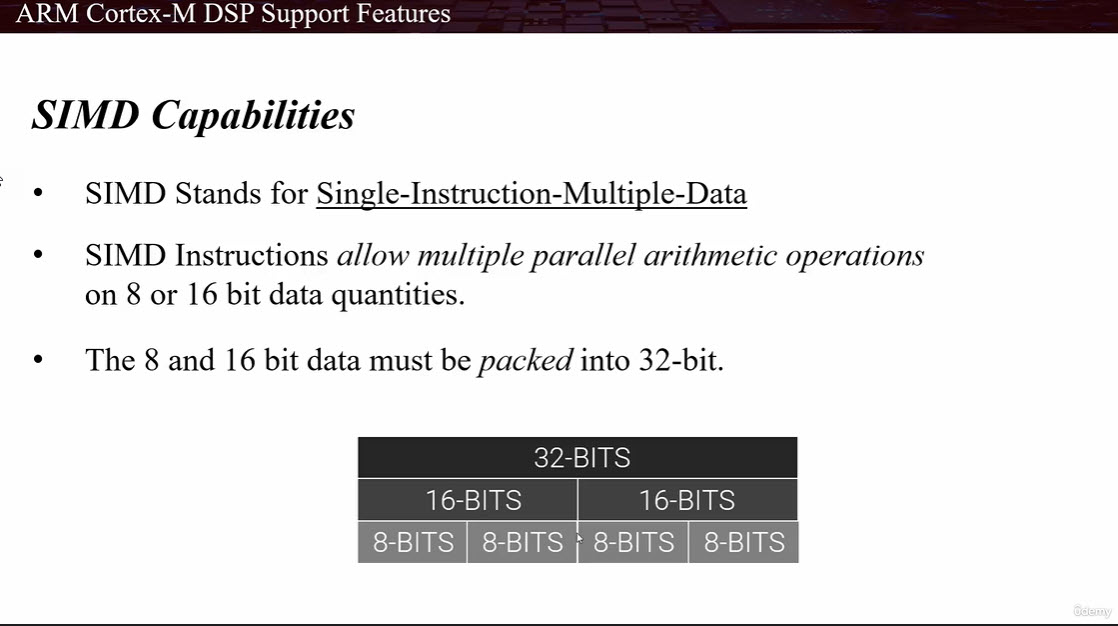 ARM Cortex-M DSP Support Features
SIMD Capabilities
• SIMD Stands for Single-Instruction-Multiple-Data
• SIMD Instructions allow multiple parallel arithmetic operations
on 8 or 16 bit data quantities.
• The 8 and 16 bit data must be packed into 32-bit.
32-BITS
16-BITS 16-BITS
8-BITS 8-BITS 8-BITS 8-BITS
ûdemy